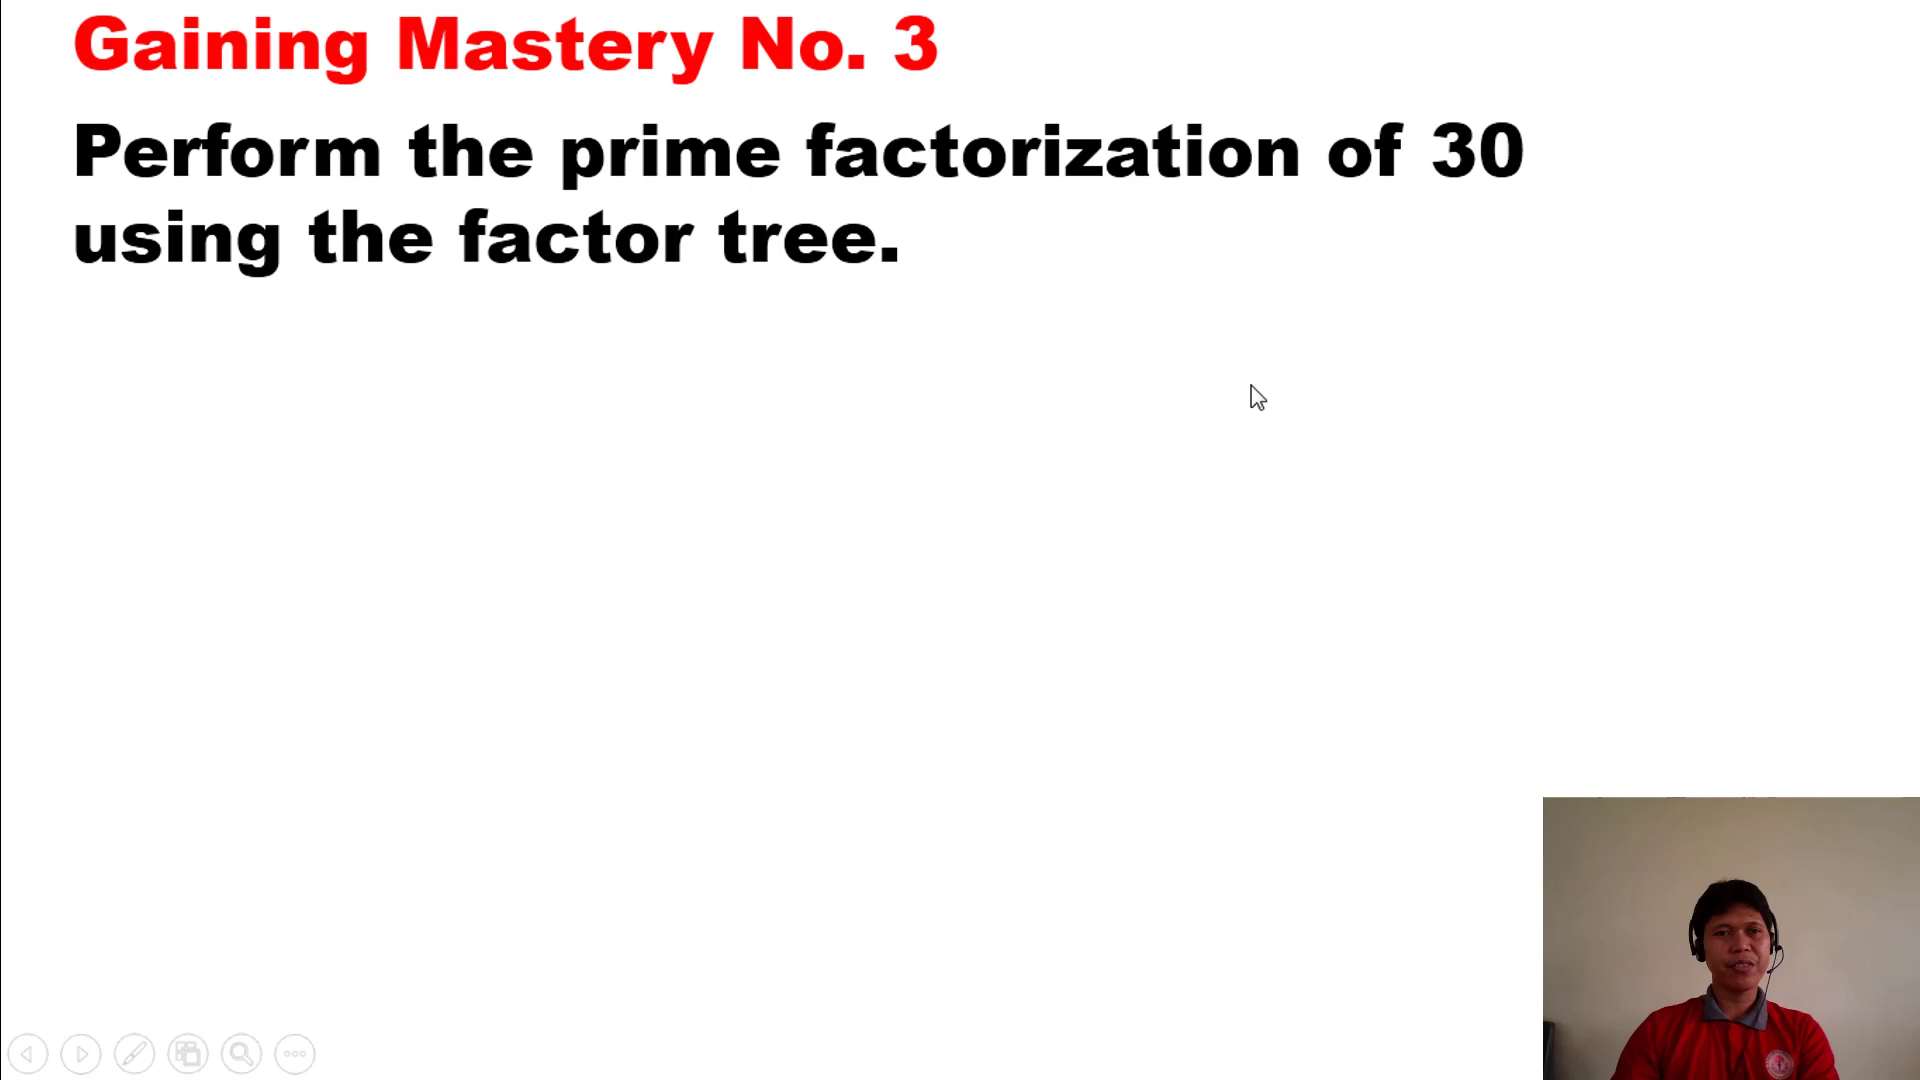 Gaining Mastery No. 3
Perform the prime factorization of 30
using the factor tree.